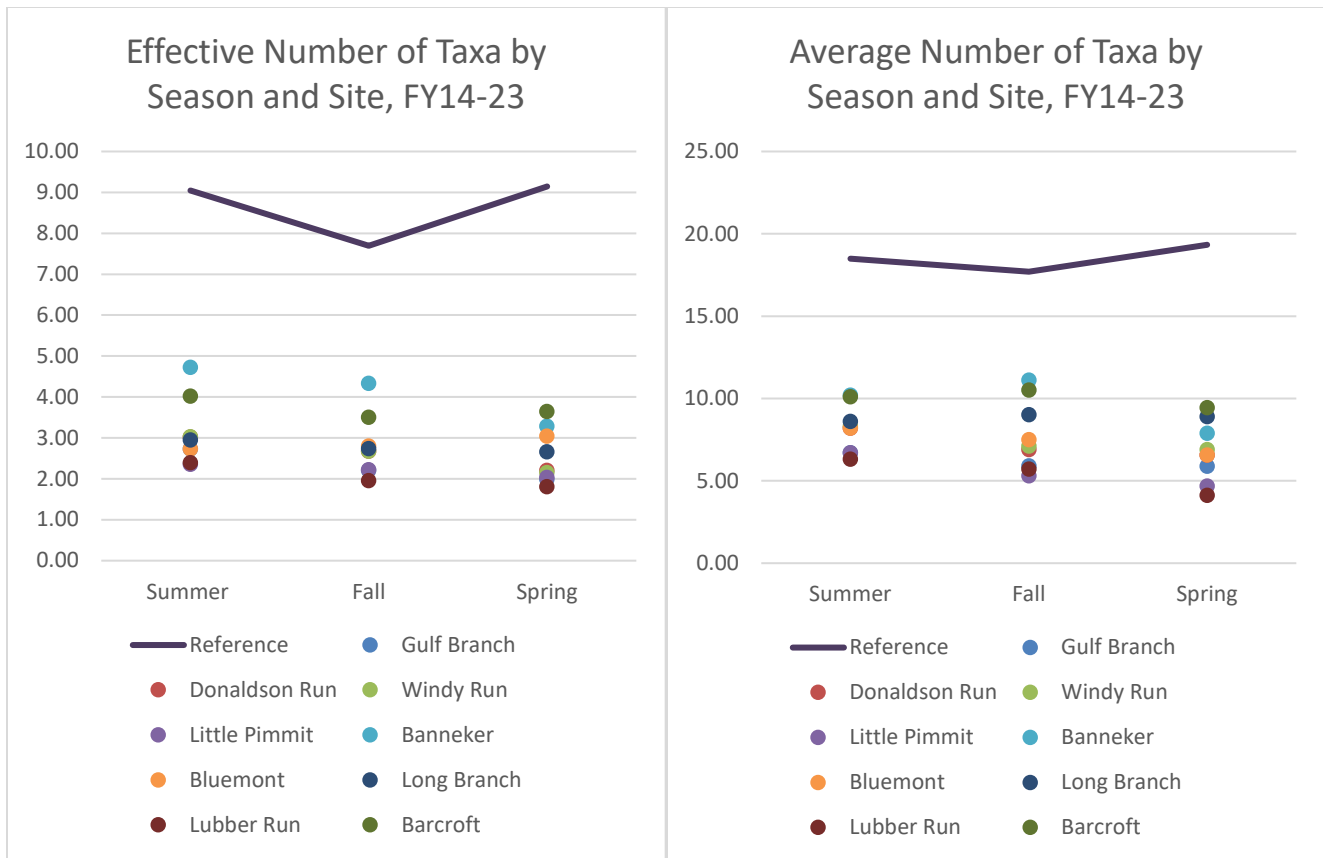 Effective Number of Taxa by
Season and Site, FY14-23
10.00
9.00
8.00
7.00
6.00
5.00
4.00
3.00
2.00
1.00
0.00
Summer Fall Spring
Reference Gulf Branch
Donaldson Run Windy Run
Little Pimmit Banneker
Bluemont Long Branch
Lubber Run Barcroft
Average Number of Taxa by
Season and Site, FY14-23
25.00
20.00
15.00
10.00
5.00
0.00
Summer Fall Spring
Reference Gulf Branch
Donaldson Run Windy Run
Little Pimmit Banneker
Bluemont Long Branch
Lubber Run Barcroft